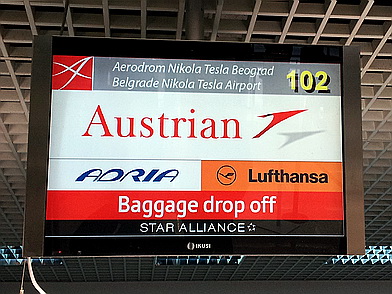 Aerodrom Nikola Tesla Beograd
Belgrade Nikola Tesla Airport
102
Austrian
ADRIA
Lufthansa
Baggage drop off
STAR ALLIANCE
IKUSI